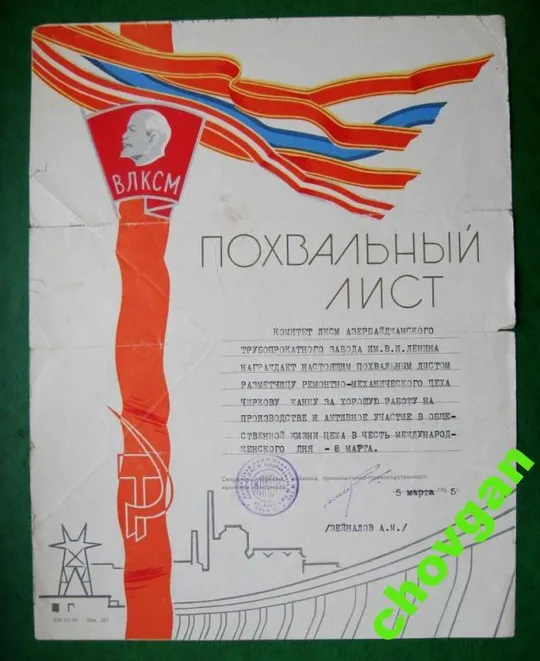 ВЛКСМ
ПОХВАЛЬНЫЙ
ЛИСТ
КОМИТЕТ ЛКСМ АЗЕРБАЙДЖАНСКОГО
ТРУБОПРОКАТНОГО ЗАВОДА ИМ.В.И.ЛЕНИНА
НАГРАЖДАЕТ НАСТОЯЩИМ ПОХВАЛЬНЫМ ЛИСТОМ
РАЗМЕТЧИЦУ РЕМОНТНО-МЕХАНИЧЕСКОГО ЦЕХА
ЧИРКОВУ ЖАННУ ЗА ХОРОШУЮ РАБОТУ НА
ПРОИЗВОДСТВЕ И АКТИВНОЕ УЧАСТИЕ В ОБЩЕ-
СТВЕННОЙ ЖИЗНИ ЦЕХА В ЧЕСТЬ МЕЖДУНАРОД-
ЖЕНСКОГО ДНЯ - 8 МАРТА.
5 марта
/ЗЕЙНАЛОВ А.М./
chovgan